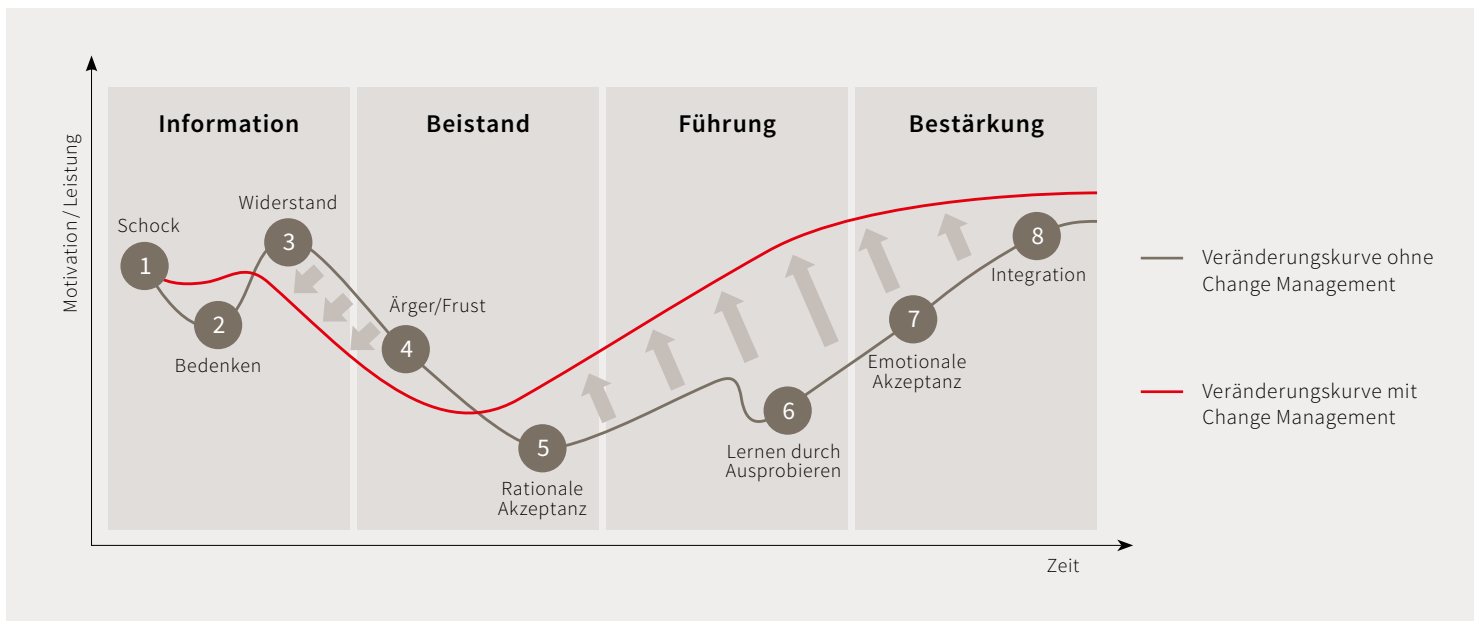 Information
Beistand
Führung
Bestärkung
Motivation / Leistung
Schock
1
2
Bedenken
Widerstand
3
Ärger/Frust
4
5
Rationale
Akzeptanz
6
Lernen durch
Ausprobieren
7
Emotionale
Akzeptanz
8
Integration
Zeit
Veränderungskurve ohne
Change Management
Veränderungskurve mit
Change Management